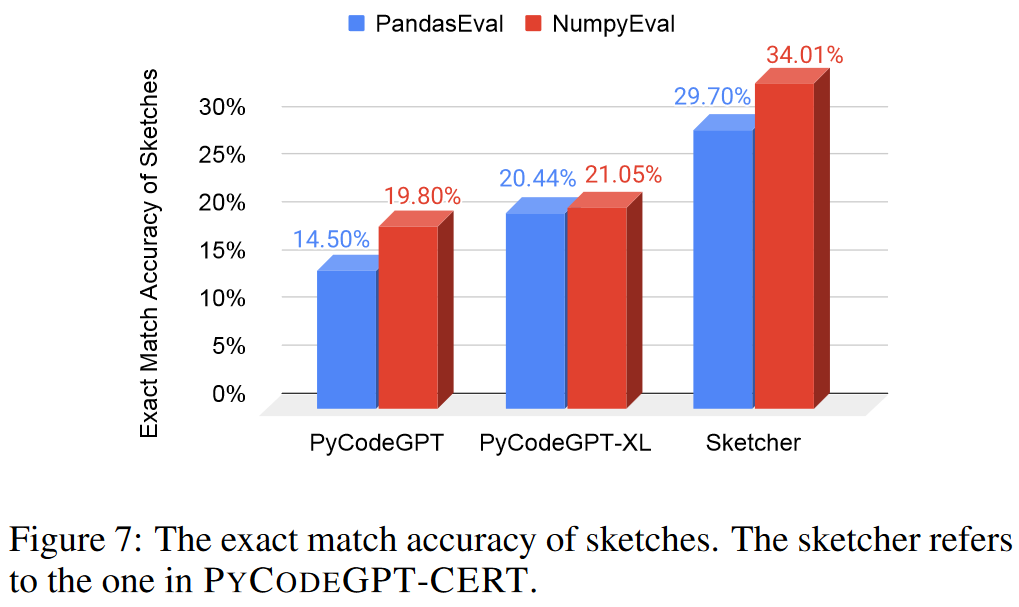 PandasEval NumpyEval
Exact Match Accuracy of Sketches
30%
25%
20%
15%
10%
5%
0%
14.50%
19.80%
20.44%
21.05%
29.70%
34.01%
PyCodeGPT PyCodeGPT-XL Sketcher
Figure 7: The exact match accuracy of sketches. The sketcher refers
to the one in PYCODEGPT-CERT.